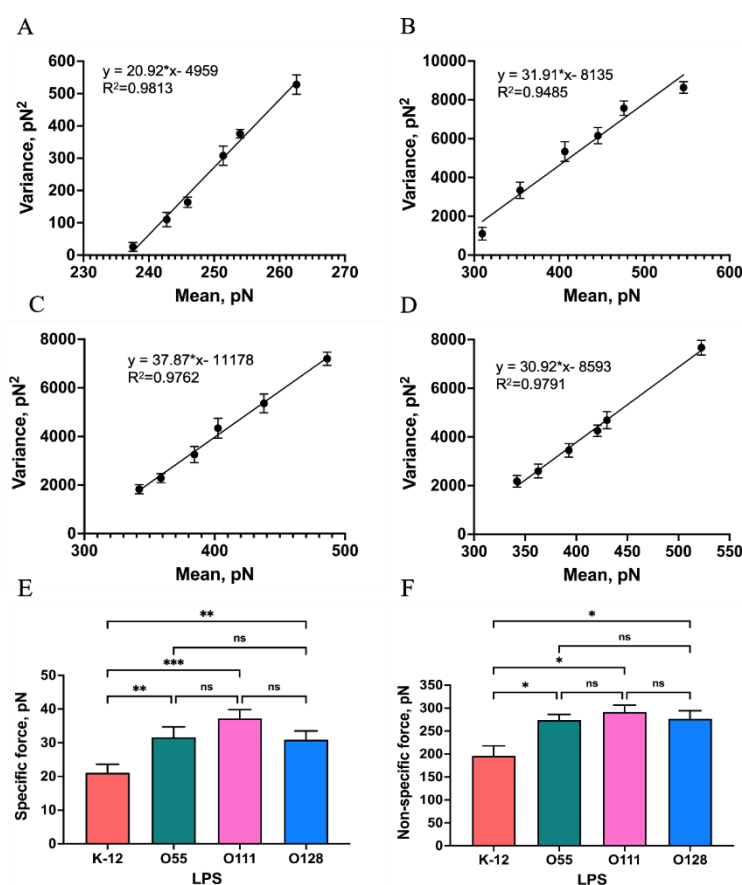 A
y = 20.92*x- 4959
R²=0.9813
Variance, pN²
600
500
400
300
200
100
0
230 240 250 260 270
Mean, pN
B
y = 31.91*x- 8135
R²=0.9485
Variance, pN²
10000
8000
6000
4000
2000
0
300 400 500 600
Mean, pN
C
y = 37.87*x- 11178
R²=0.9762
Variance, pN²
8000
6000
4000
2000
0
300 400 500
Mean, pN
D
y = 30.92*x- 8593
R²=0.9791
Variance, pN²
8000
6000
4000
2000
0
300 350 400 450 500 550
Mean, pN
E
**
ns
***
** ns ns
Specific force, pN
50
40
30
20
10
0
K-12 O55 O111 O128
LPS
F
*
ns
*
* ns ns
Non-specific force, pN
350
300
250
200
150
100
50
0
K-12 O55 O111 O128
LPS